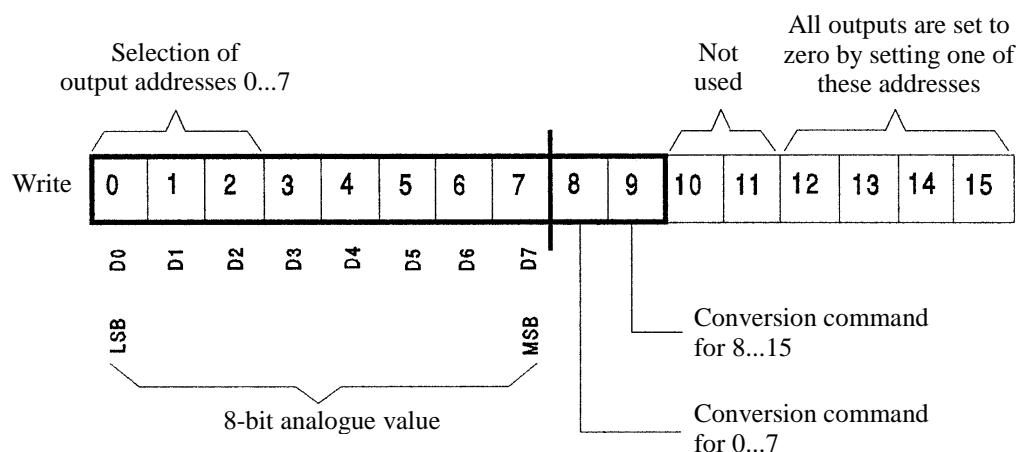 Selection of
output addresses 0...7
Not
used
All outputs are set to
zero by setting one of
these addresses
Write 0 1 2 3 4 5 6 7 8 9 10 11 12 13 14 15
D0 D1 D2 D3 D4 D5 D6 D7
LSB MSB
8-bit analogue value
Conversion command
for 8...15
Conversion command
for 0...7